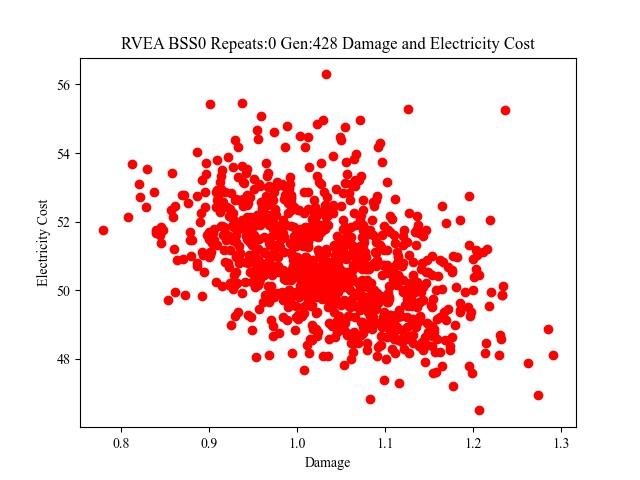 RVEA BSS0 Repeats:0 Gen:428 Damage and Electricity Cost
56
54
52
50
48
Electricity Cost
0.8 0.9 1.0 1.1 1.2 1.3
Damage